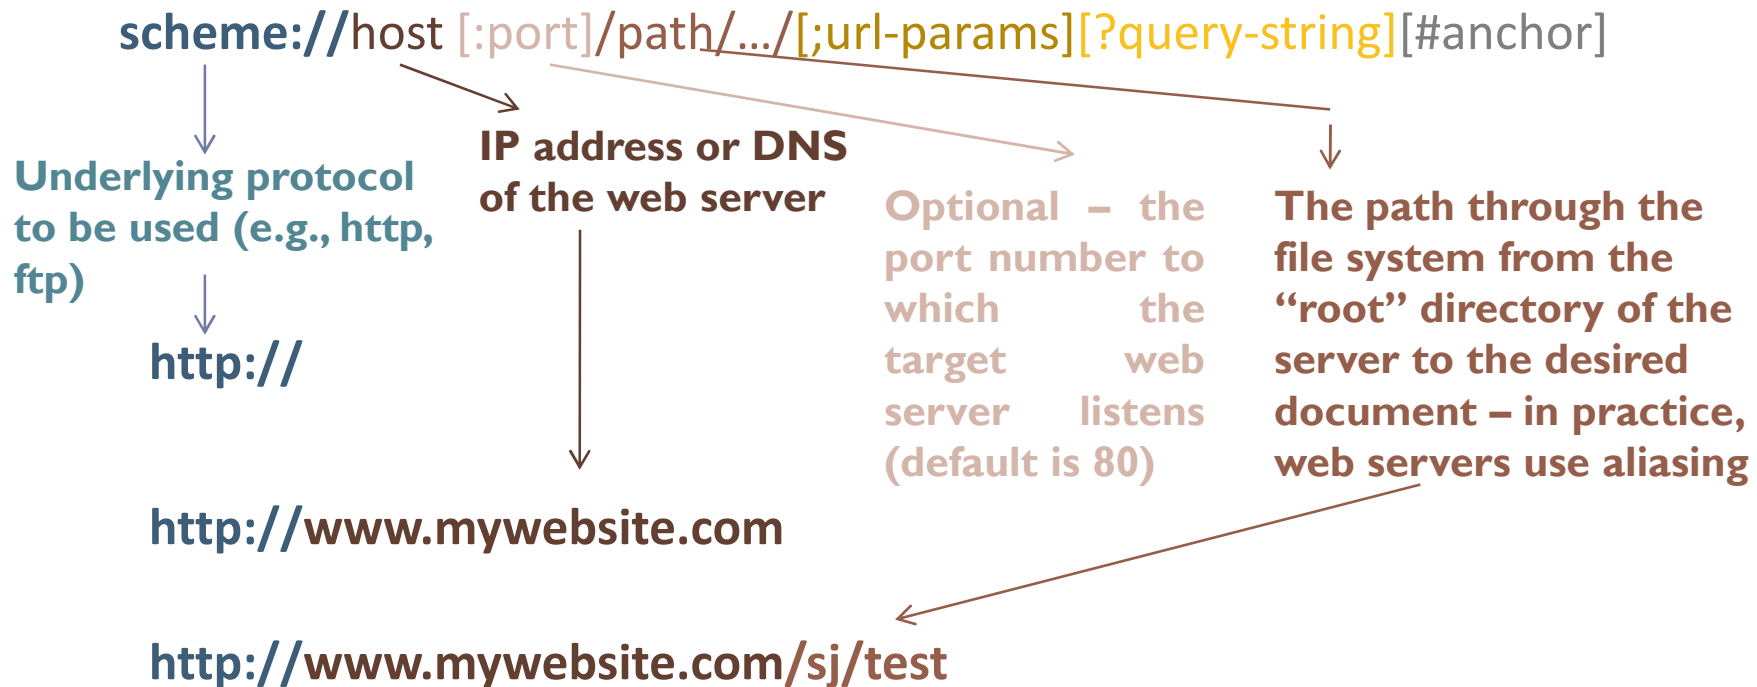 scheme://host [:port]/path/…/[;url-params][?query-string][#anchor]
Underlying protocol
to be used (e.g., http,
ftp)
IP address or DNS
of the web server
Optional – the
port number to
which the
target web
server listens
(default is 80)
The path through the
file system from the
“root” directory of the
server to the desired
document – in practice,
web servers use aliasing
http://
http://www.mywebsite.com
http://www.mywebsite.com/sj/test